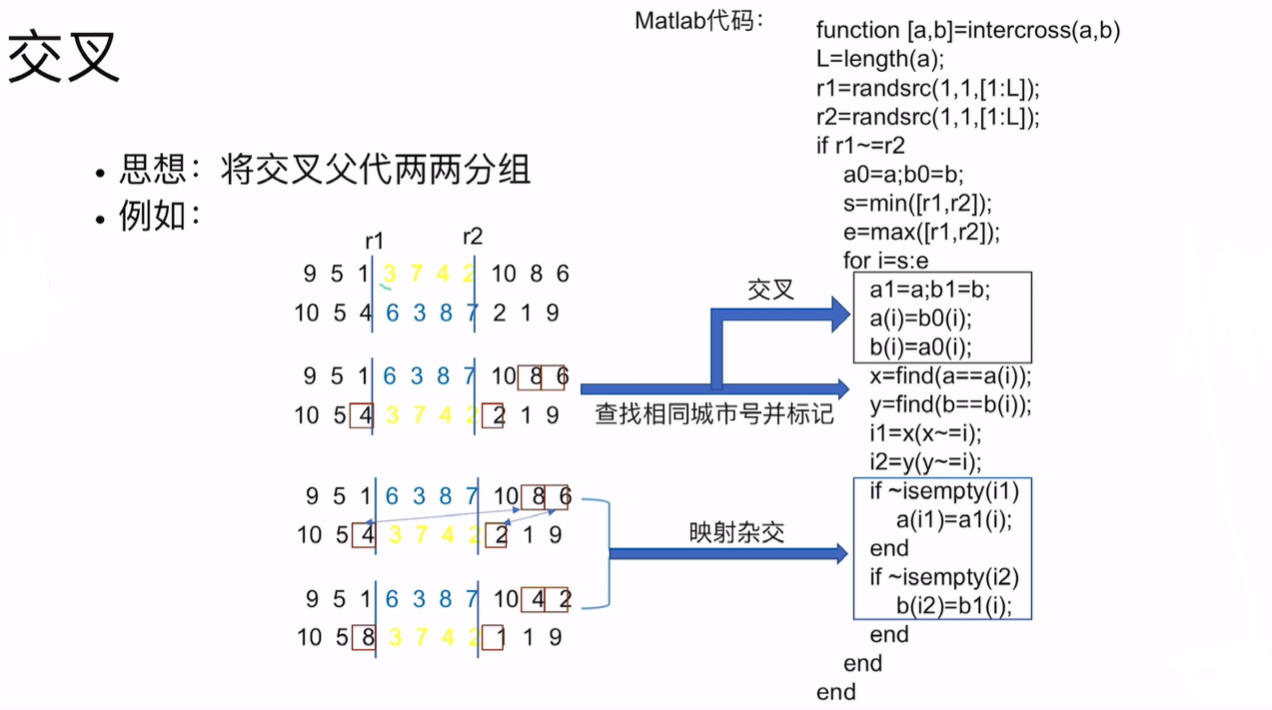 交叉
• 思想：将交叉父代两两分组
• 例如：
r1 r2
9 5 1 3 7 4 2 10 8 6
10 5 4 6 3 8 7 2 1 9
9 5 1 6 3 8 7 10 8 6
10 5 4 3 7 4 2 2 1 9
9 5 1 6 3 8 7 10 8 6
10 5 4 3 7 4 2 2 1 9
9 5 1 6 3 8 7 10 4 2
10 5 8 3 7 4 2 1 1 9
交叉
查找相同城市号并标记
映射杂交
Matlab代码：
function [a,b]=intercross(a,b)
L=length(a);
r1=randsrc(1,1,[1:L]);
r2=randsrc(1,1,[1:L]);
if r1~=r2
a0=a;b0=b;
s=min([r1,r2]);
e=max([r1,r2]);
for i=s:e
a1=a;b1=b;
a(i)=b0(i);
b(i)=a0(i);
x=find(a==a(i));
y=find(b==b(i));
i1=x(x~=i);
i2=y(y~=i);
if ~isempty(i1)
a(i1)=a1(i);
end
if ~isempty(i2)
b(i2)=b1(i);
end
end
end